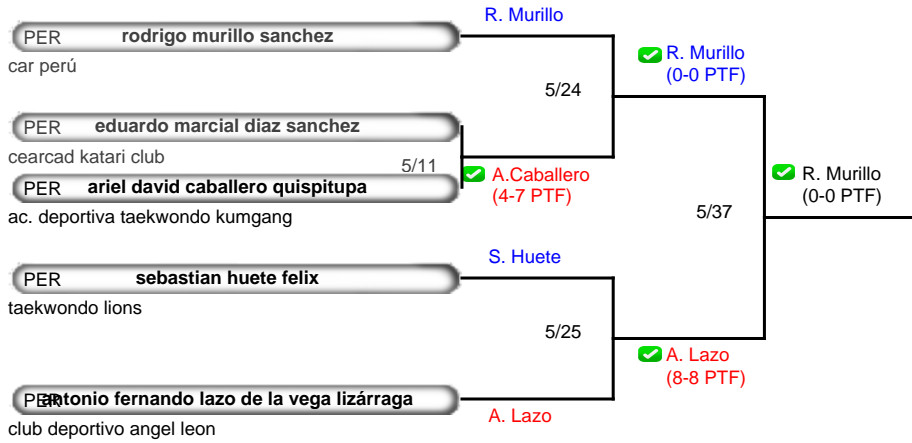 R. Murillo
PER rodrigo murillo sanchez
car perú
R. Murillo
(0-0 PTF)
5/24
PER eduardo marcial diaz sanchez
cearcad katari club
5/11
A.Caballero
(4-7 PTF)
PER ariel david caballero quispitupa
ac. deportiva taekwondo kumgang
R. Murillo
(0-0 PTF)
5/37
S. Huete
PER sebastian huete felix
taekwondo lions
5/25
A. Lazo
(8-8 PTF)
PER antonio fernando lazo de la vega lizárraga
A. Lazo
club deportivo angel leon